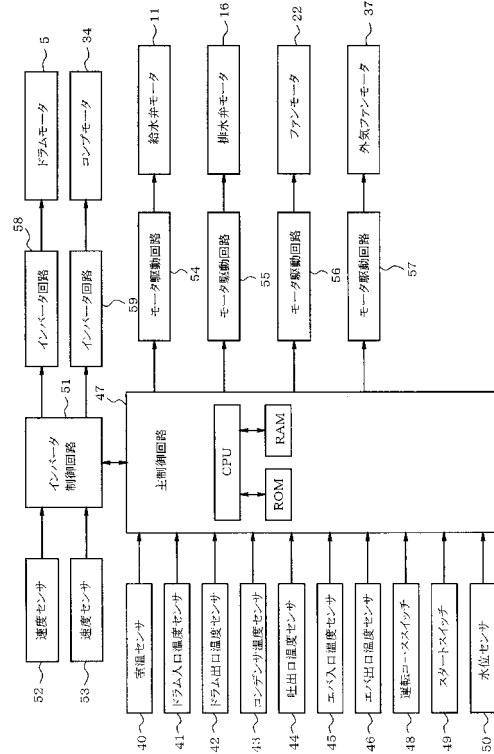 速度センサ
52
速度センサ
53
インバータ
制御回路
51
インバータ回路
58
インバータ回路
59
ドラムモータ
5
コンプモータ
34
室温センサ
40
ドラム入口温度センサ
41
ドラム出口温度センサ
42
コンデンサ温度センサ
43
吐出口温度センサ
44
エバ入口温度センサ
45
エバ出口温度センサ
46
運転コーススイッチ
48
スタートスイッチ
49
水位センサ
50
47
主制御回路
CPU
ROM
RAM
モータ駆動回路
54
モータ駆動回路
55
モータ駆動回路
56
モータ駆動回路
57
給水弁モータ
11
排水弁モータ
16
ファンモータ
22
外気ファンモータ
37